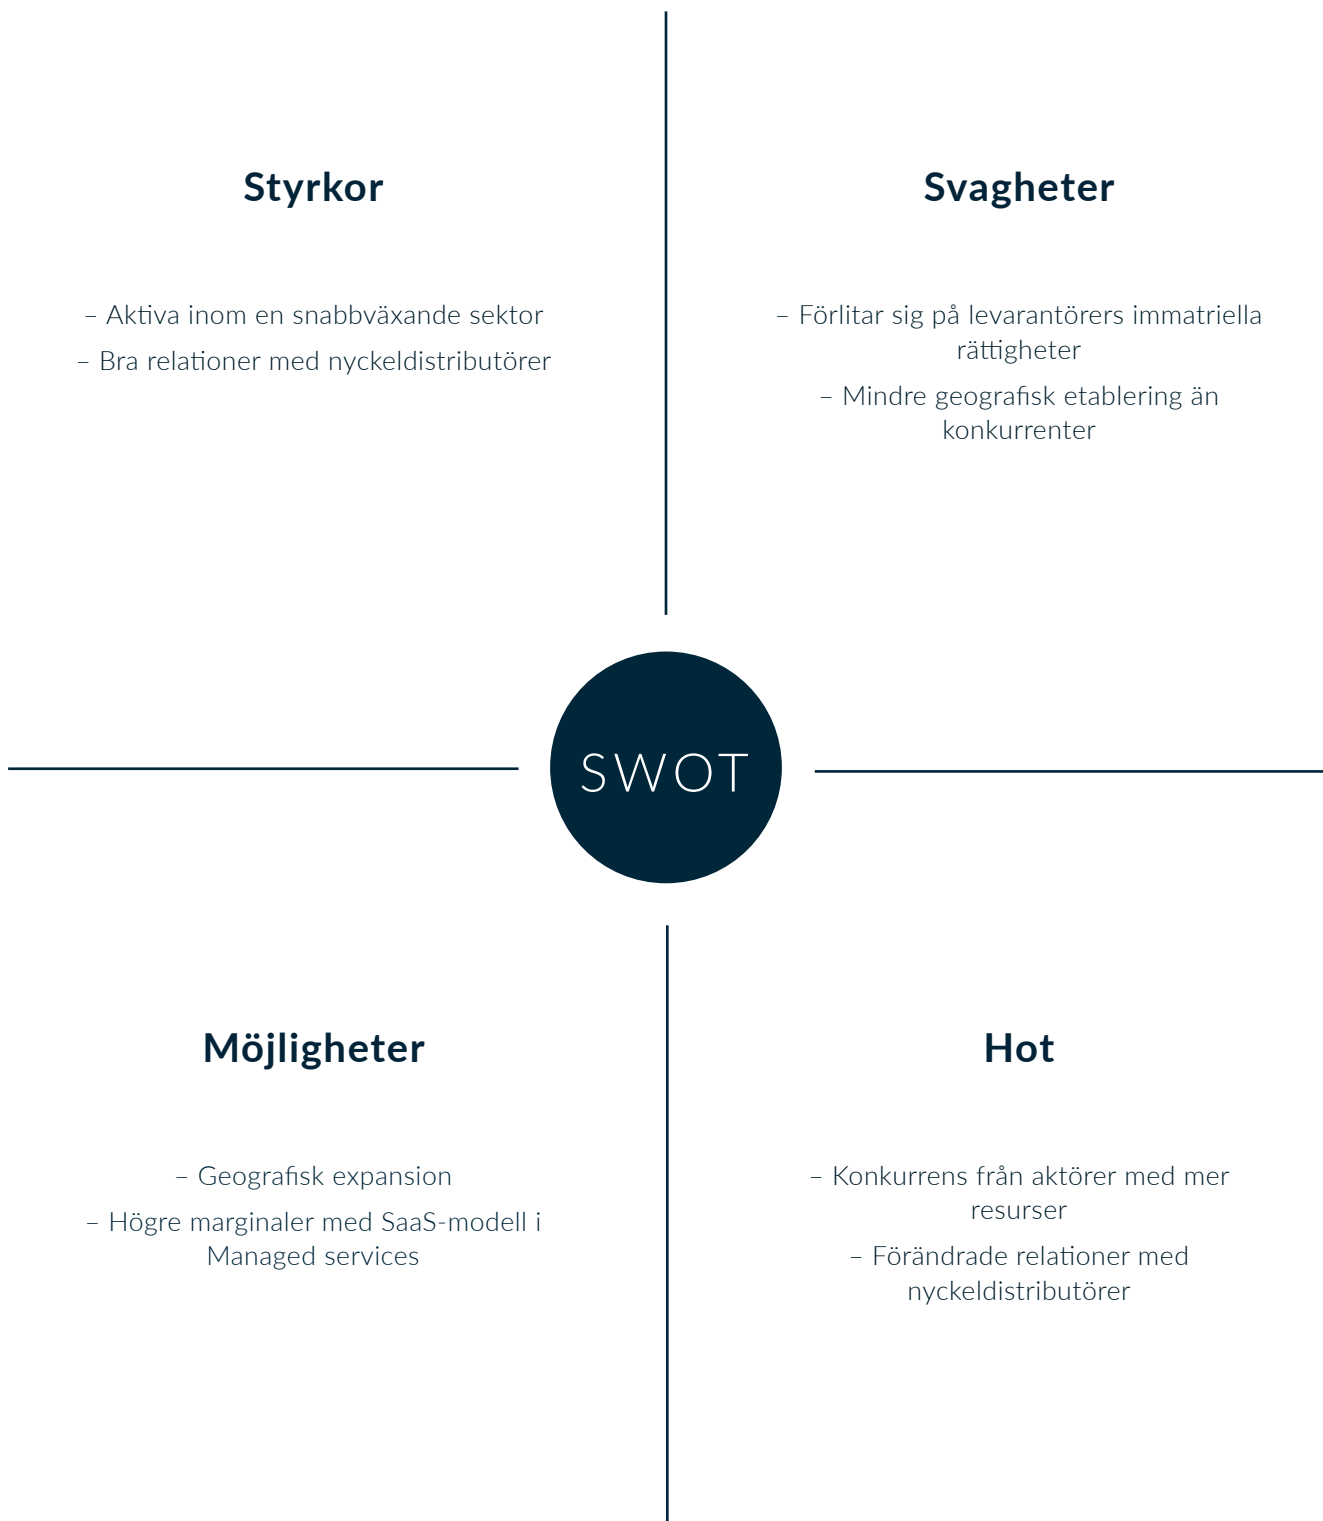 Styrkor
– Aktiva inom en snabbväxande sektor
– Bra relationer med nyckeldistributörer
Svagheter
– Förlitar sig på levarantörers immatriella
rättigheter
– Mindre geografisk etablering än
konkurrenter
SWOT
Möjligheter
– Geografisk expansion
– Högre marginaler med SaaS-modell i
Managed services
Hot
– Konkurrens från aktörer med mer
resurser
– Förändrade relationer med
nyckeldistributörer